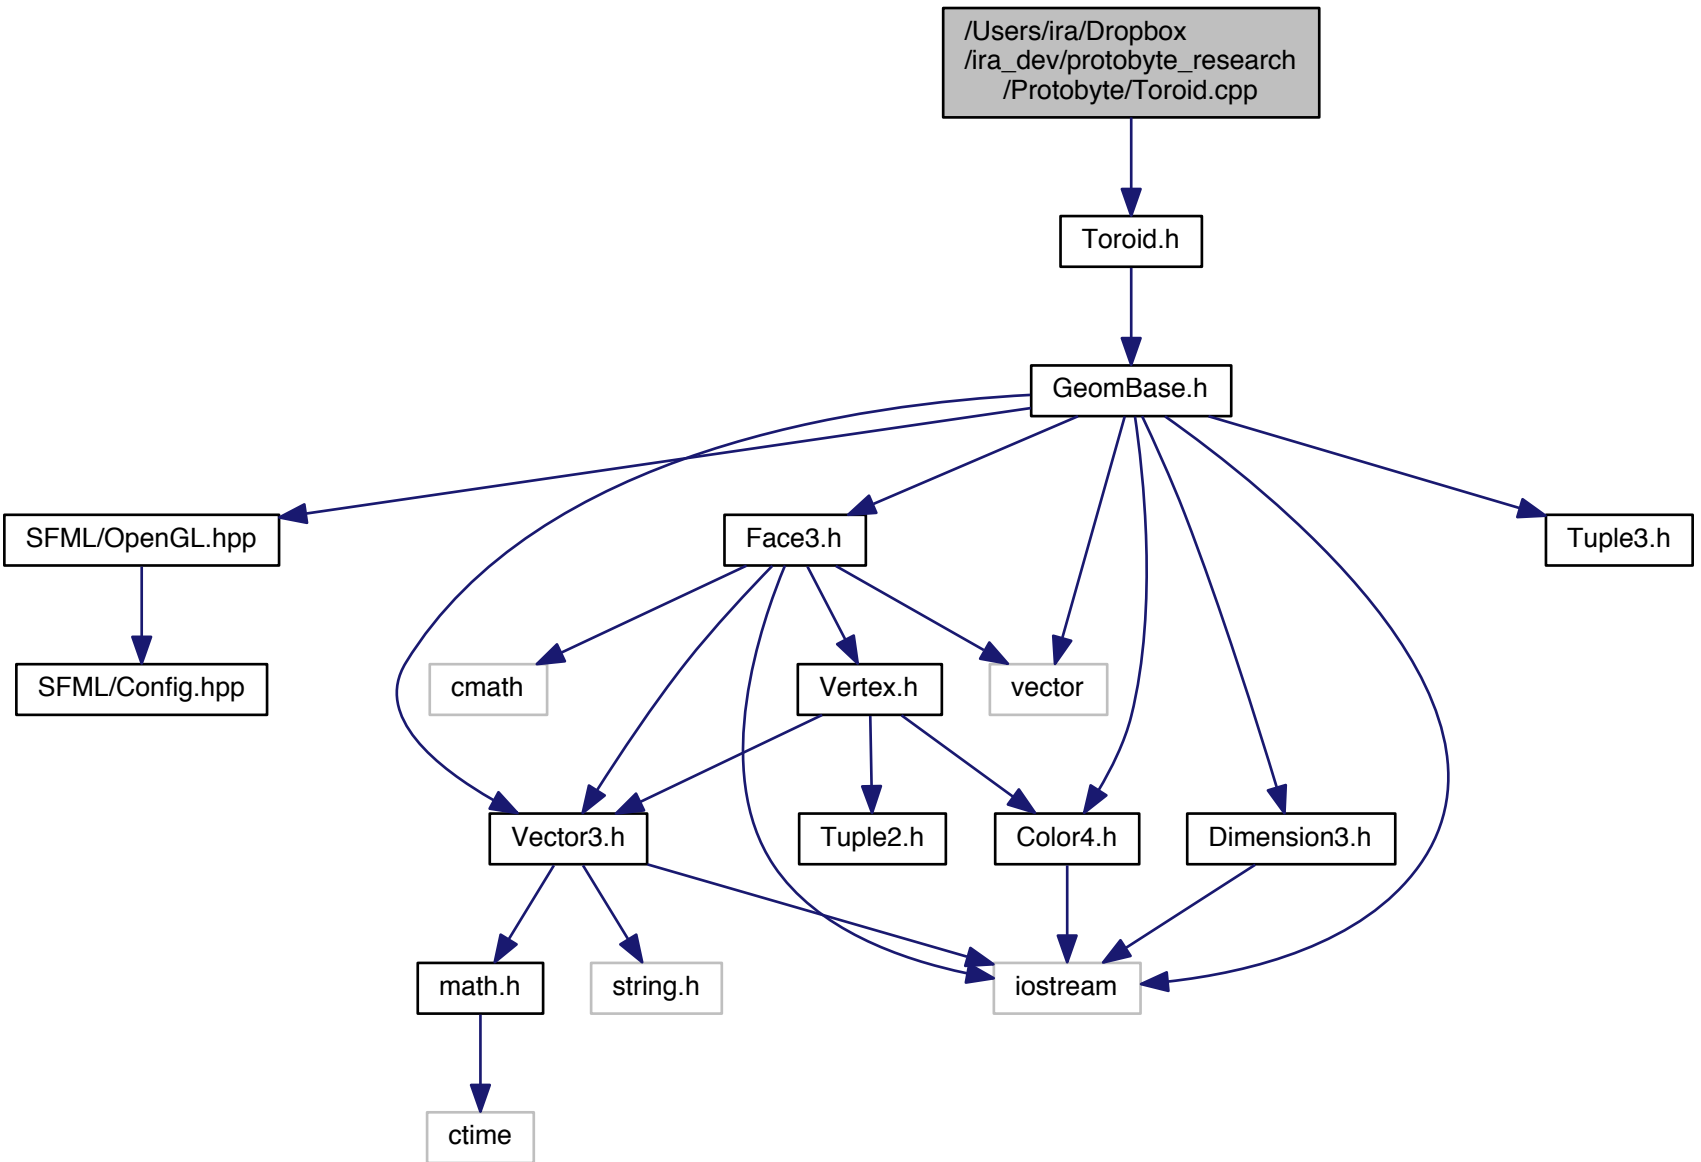 /Users/ira/Dropbox
/ira_dev/protobyte_research
/Protobyte/Toroid.cpp
Toroid.h
GeomBase.h
SFML/OpenGL.hpp
Face3.h
Tuple3.h
SFML/Config.hpp
cmath
Vertex.h
vector
Vector3.h
Tuple2.h
Color4.h
Dimension3.h
math.h
string.h
iostream
ctime